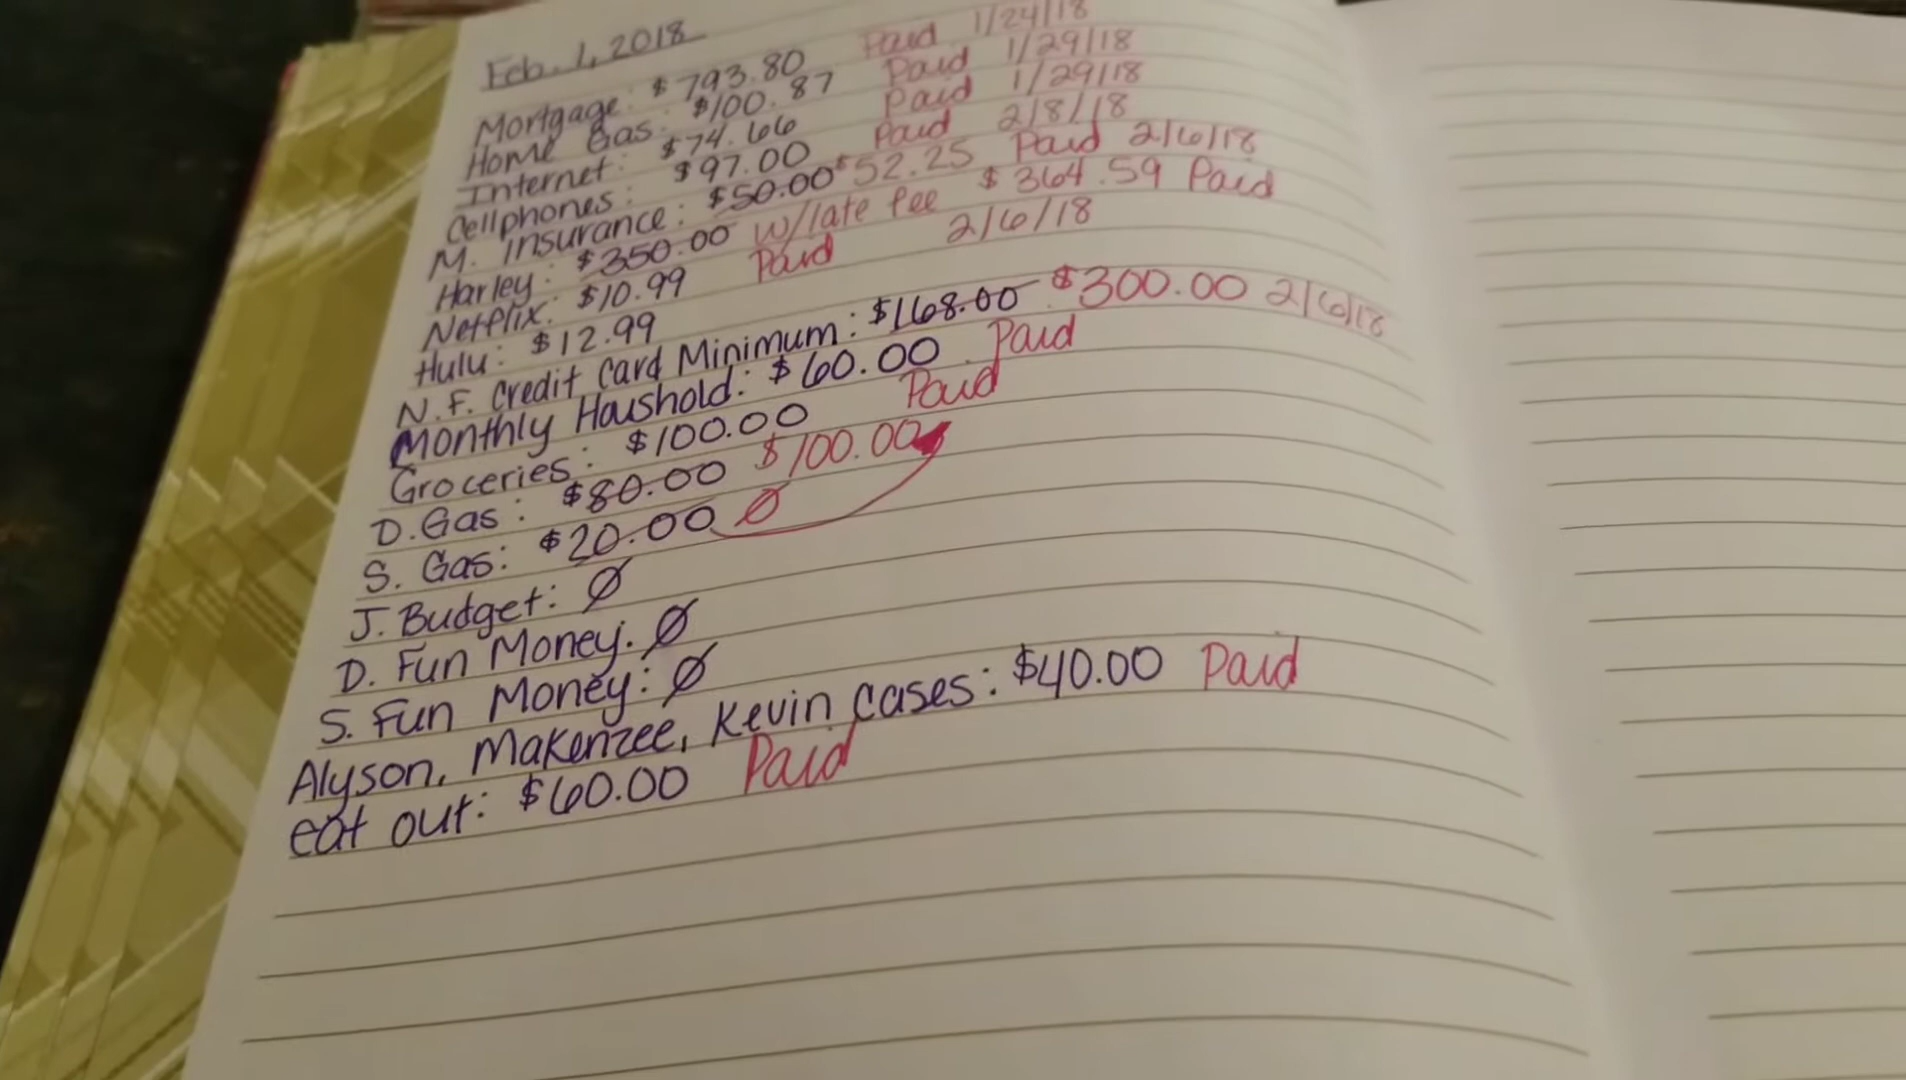 Feb. 1, 2018
Mortgage: $793.80 Paid 1/24/18
Home Gas: $100.87 Paid 1/29/18
Internet: $74.66 Paid 1/29/18
Cellphones: $97.00 Paid 2/8/18
M. Insurance: $50.00 $52.25 Paid 2/6/18
Harley: $350.00 w/late fee $364.59 Paid
Netflix: $10.99 Paid 2/6/18
Hulu: $12.99
N.F. Credit Card Minimum: $168.00 $300.00 2/6/18
Monthly Haushold: $60.00 Paid
Groceries: $100.00 Paid
D. Gas: $80.00 $100.00
S. Gas: $20.00 Ø
J. Budget: Ø
D. Fun Money: Ø
S. Fun Money: Ø
Alyson, Makenzee, Kevin cases: $40.00 Paid
eat out: $60.00 Paid